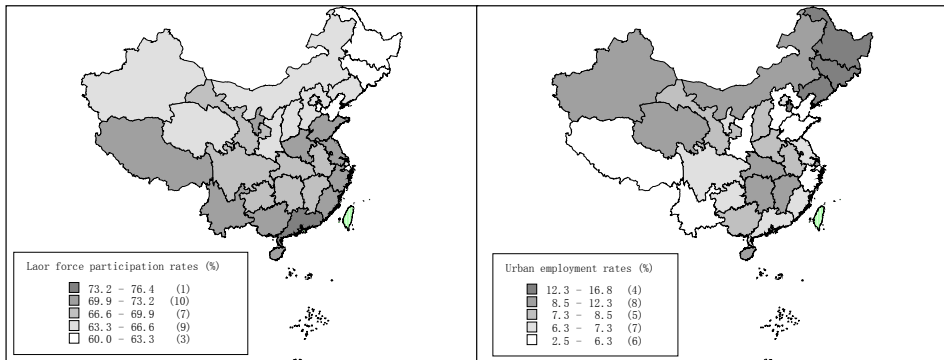 Laor force participation rates (%)
73.2 - 76.4 (1)
69.9 - 73.2 (10)
66.6 - 69.9 (7)
63.3 - 66.6 (9)
60.0 - 63.3 (3)
Urban employment rates (%)
12.3 - 16.8 (4)
8.5 - 12.3 (8)
7.3 - 8.5 (5)
6.3 - 7.3 (7)
2.5 - 6.3 (6)